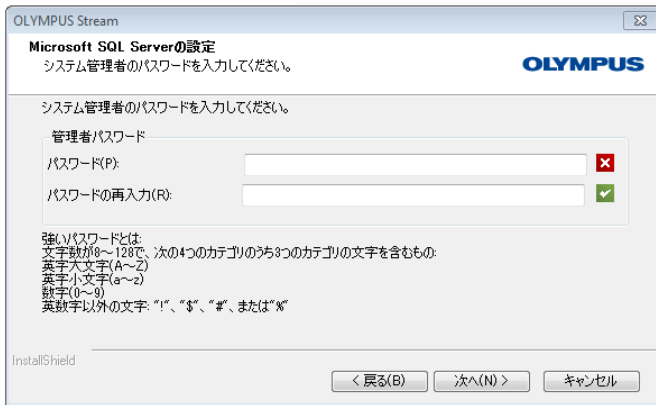 OLYMPUS Stream
Microsoft SQL Serverの設定
システム管理者のパスワードを入力してください。
OLYMPUS
システム管理者のパスワードを入力してください。
管理者パスワード
パスワード(P):
パスワードの再入力(R):
強いパスワードとは:
文字数が8～128で、次の4つのカテゴリのうち3つのカテゴリの文字を含むもの:
英字大文字(A～Z)
英字小文字(a～z)
数字(0～9)
英数字以外の文字: "!"、"$"、"#"、または"%"
InstallShield
< 戻る(B)
次へ(N) >
キャンセル